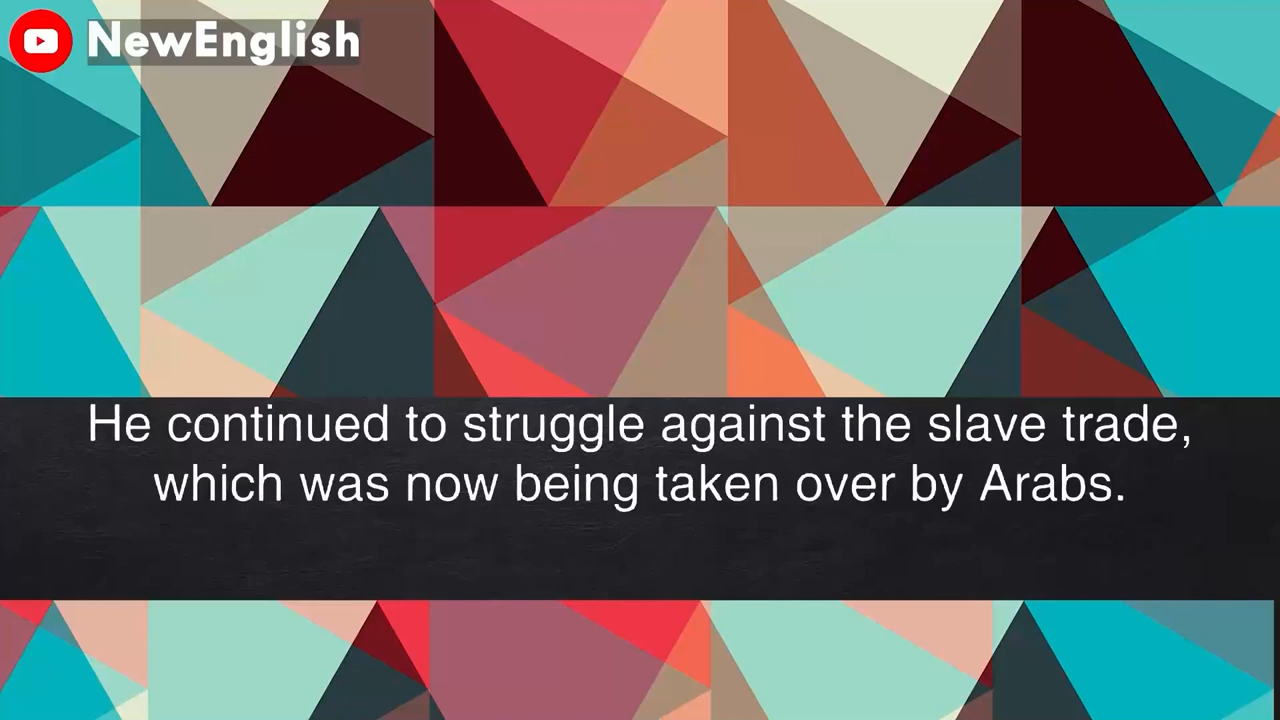 NewEnglish
He continued to struggle against the slave trade,
which was now being taken over by Arabs.